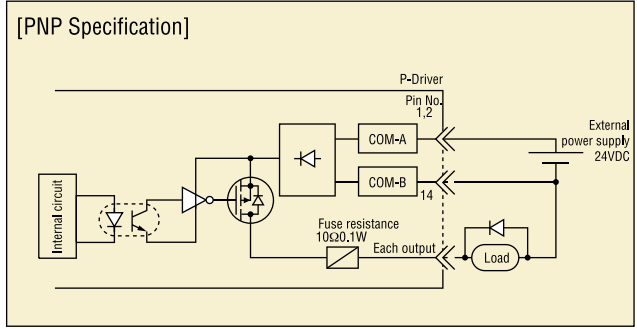 [PNP Specification]
P-Driver
Pin No.
1,2
External
power supply
24VDC
COM-A
COM-B
14
Internal circuit
Fuse resistance
10Ω0.1W
Each output
Load